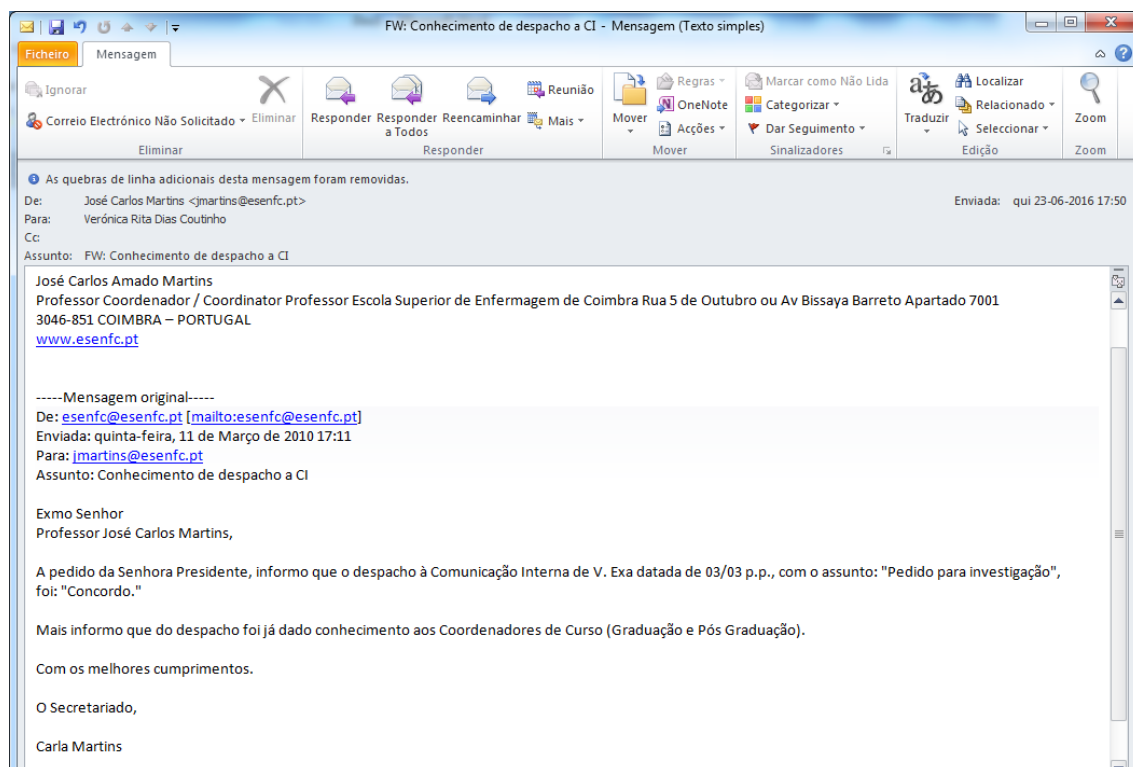 FW: Conhecimento de despacho a CI - Mensagem (Texto simples)
Ficheiro Mensagem
Ignorar
Correio Electrónico Não Solicitado
Eliminar
Eliminar
Responder
Responder a Todos
Reencaminhar
Reunião
Mais
Responder
Mover
Regras
OneNote
Acções
Mover
Marcar como Não Lida
Categorizar
Dar Seguimento
Sinalizadores
Traduzir
Localizar
Relacionado
Seleccionar
Edição
Zoom
Zoom
As quebras de linha adicionais desta mensagem foram removidas.
De: José Carlos Martins <jmartins@esenfc.pt> Enviada: qui 23-06-2016 17:50
Para: Verónica Rita Dias Coutinho
Cc:
Assunto: FW: Conhecimento de despacho a CI
José Carlos Amado Martins
Professor Coordenador / Coordinator Professor Escola Superior de Enfermagem de Coimbra Rua 5 de Outubro ou Av Bissaya Barreto Apartado 7001
3046-851 COIMBRA – PORTUGAL
www.esenfc.pt
-----Mensagem original-----
De: esenfc@esenfc.pt [mailto:esenfc@esenfc.pt]
Enviada: quinta-feira, 11 de Março de 2010 17:11
Para: jmartins@esenfc.pt
Assunto: Conhecimento de despacho a CI
Exmo Senhor
Professor José Carlos Martins,
A pedido da Senhora Presidente, informo que o despacho à Comunicação Interna de V. Exa datada de 03/03 p.p., com o assunto: "Pedido para investigação",
foi: "Concordo."
Mais informo que do despacho foi já dado conhecimento aos Coordenadores de Curso (Graduação e Pós Graduação).
Com os melhores cumprimentos.
O Secretariado,
Carla Martins